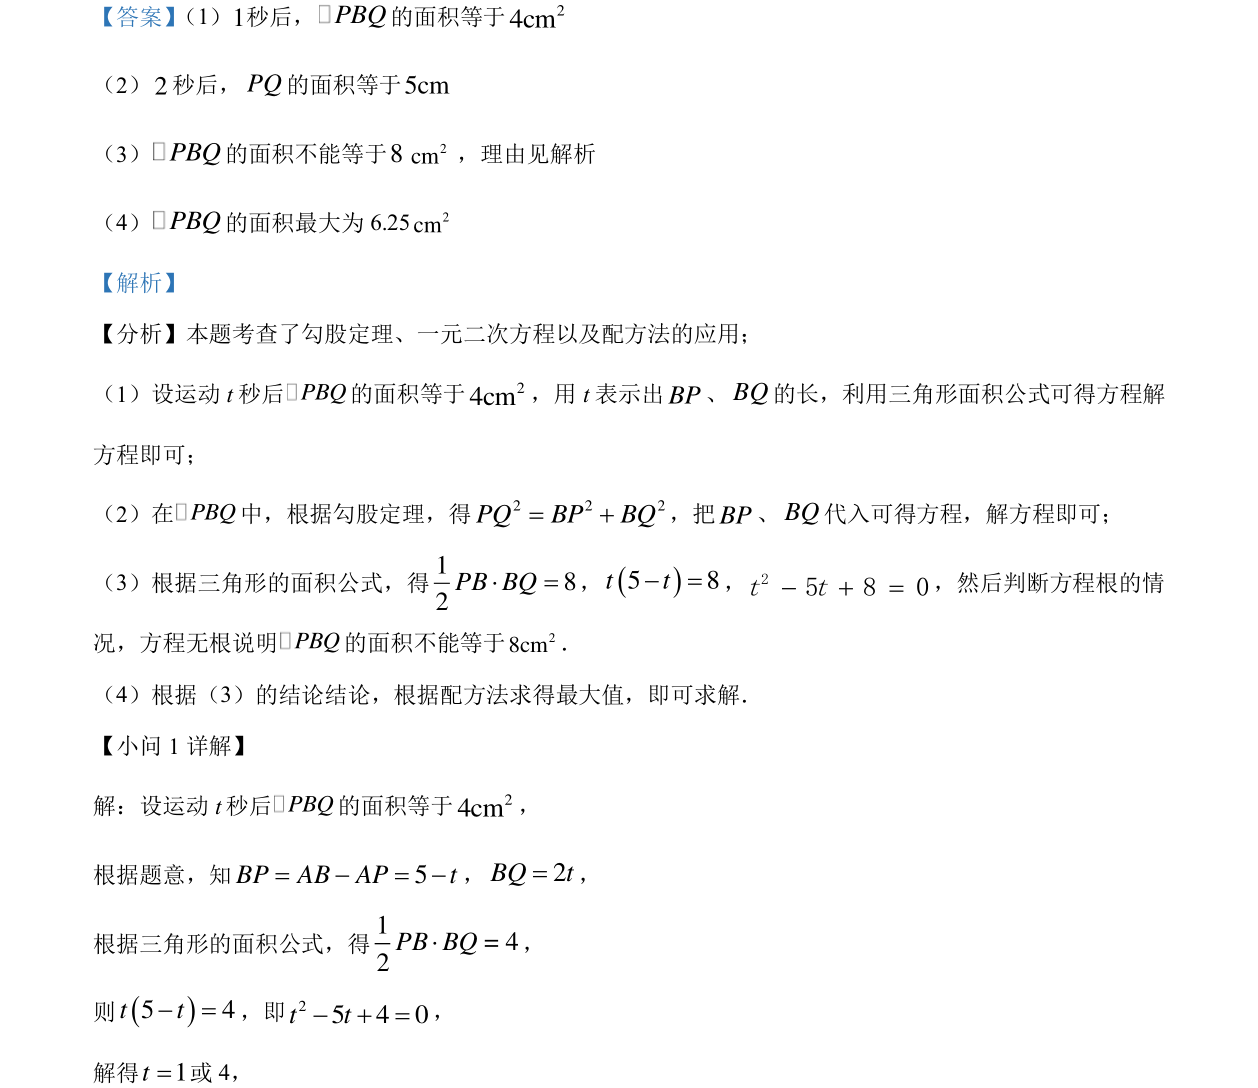 【答案】（1）1秒后，□PBQ的面积等于4cm²
（2）2秒后，PQ的面积等于5cm
（3）□PBQ的面积不能等于8 cm²，理由见解析
（4）□PBQ的面积最大为 6.25cm²
【解析】
【分析】本题考查了勾股定理、一元二次方程以及配方法的应用；
（1）设运动 t 秒后□PBQ的面积等于4cm²，用 t 表示出BP、BQ的长，利用三角形面积公式可得方程解
方程即可；
（2）在□PBQ中，根据勾股定理，得PQ² = BP² + BQ²，把BP、BQ代入可得方程，解方程即可；
（3）根据三角形的面积公式，得1/2 PB·BQ = 8，t(5−t) = 8，t² − 5t + 8 = 0，然后判断方程根的情
况，方程无根说明□PBQ的面积不能等于8cm²．
（4）根据（3）的结论结论，根据配方法求得最大值，即可求解．
【小问 1 详解】
解：设运动 t 秒后□PBQ的面积等于4cm²，
根据题意，知BP = AB − AP = 5 − t，BQ = 2t，
根据三角形的面积公式，得1/2 PB·BQ = 4，
则t(5−t) = 4，即t² − 5t + 4 = 0，
解得t = 1或 4，